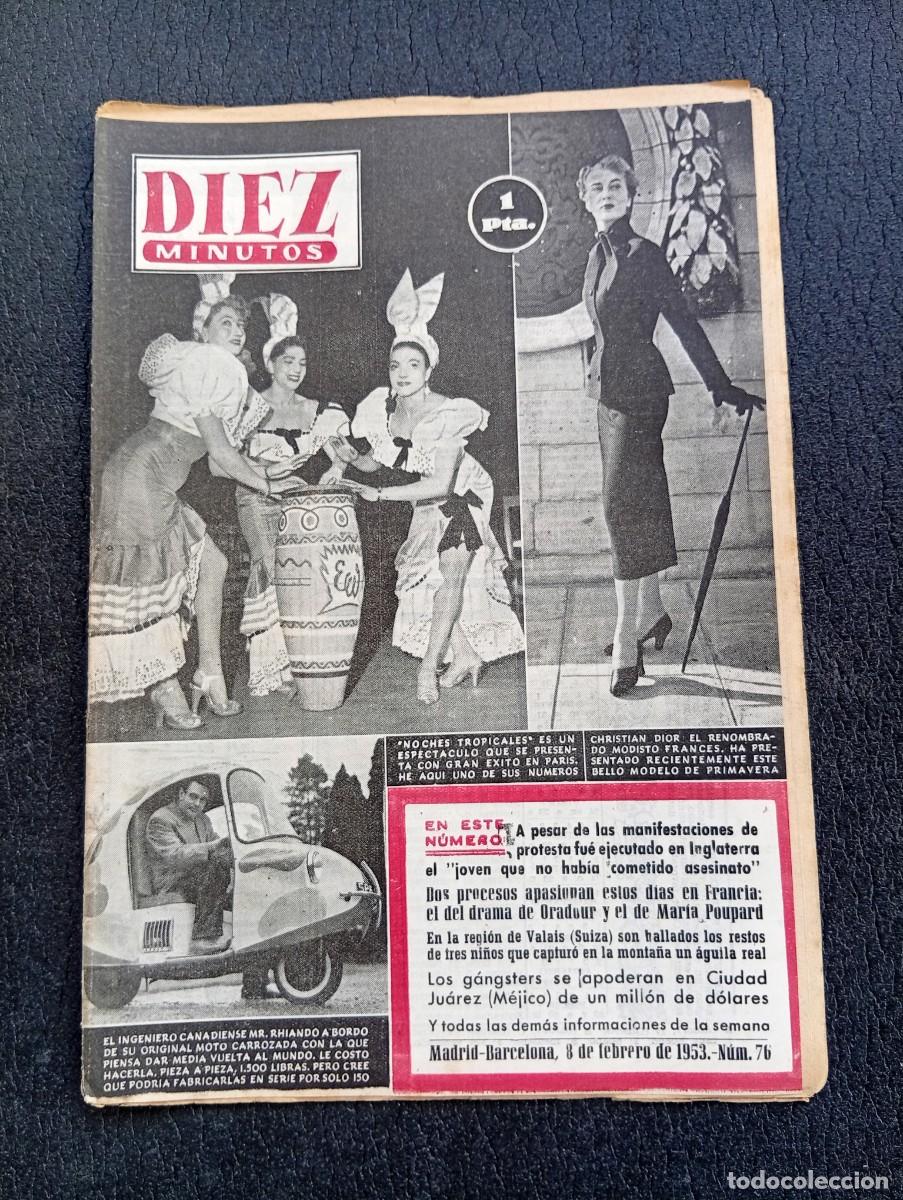 DIEZ
MINUTOS
1
Pta.
"NOCHES TROPICALES" ES UN
ESPECTACULO QUE SE PRESEN-
TA CON GRAN EXITO EN PARIS.
HE AQUI UNO DE SUS NUMEROS
CHRISTIAN DIOR EL RENOMBRA-
DO MODISTO FRANCES, HA PRE-
SENTADO RECIENTEMENTE ESTE
BELLO MODELO DE PRIMAVERA
EL INGENIERO CANADIENSE MR. RHIANDO A BORDO
DE SU ORIGINAL MOTO CARROZADA CON LA QUE
PIENSA DAR MEDIA VUELTA AL MUNDO. LE COSTO
HACERLA, PIEZA A PIEZA, 1.500 LIBRAS. PERO CREE
QUE PODRIA FABRICARLAS EN SERIE POR SOLO 150
EN ESTE
NÚMERO
A pesar de las manifestaciones de
protesta fué ejecutado en Inglaterra
el "joven que no había cometido asesinato"
Dos procesos apasionan estos días en Francia:
el del drama de Oradour y el de María Poupard
En la región de Valais (Suiza) son hallados los restos
de tres niños que capturó en la montaña un águila real
Los gángsters se apoderan en Ciudad
Juárez (Méjico) de un millón de dólares
Y todas las demás informaciones de la semana
Madrid-Barcelona, 8 de febrero de 1953.-Núm. 76
todocoleccion